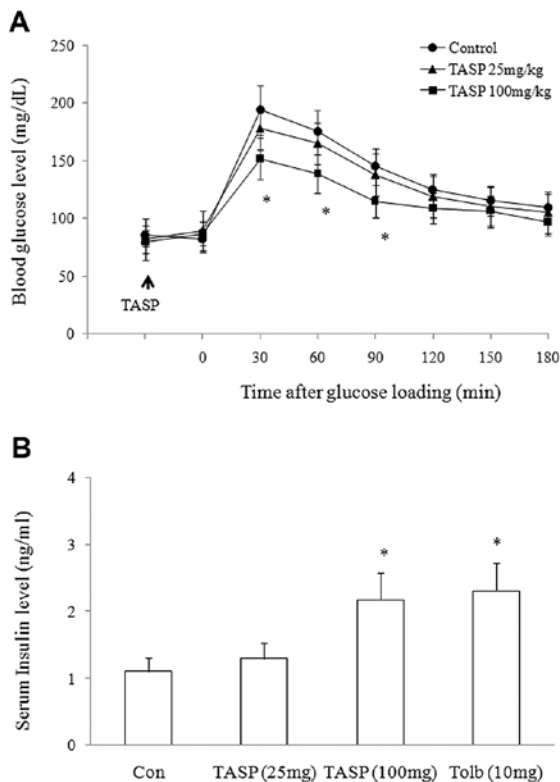 A
Blood glucose level (mg/dL)
250
200
150
100
50
0
Control
TASP 25mg/kg
TASP 100mg/kg
*
*
*
TASP
0
30
60
90
120
150
180
Time after glucose loading (min)
B
Serum Insulin level (ng/ml)
4
3
2
1
0
*
*
Con
TASP (25mg)
TASP (100mg)
Tolb (10mg)